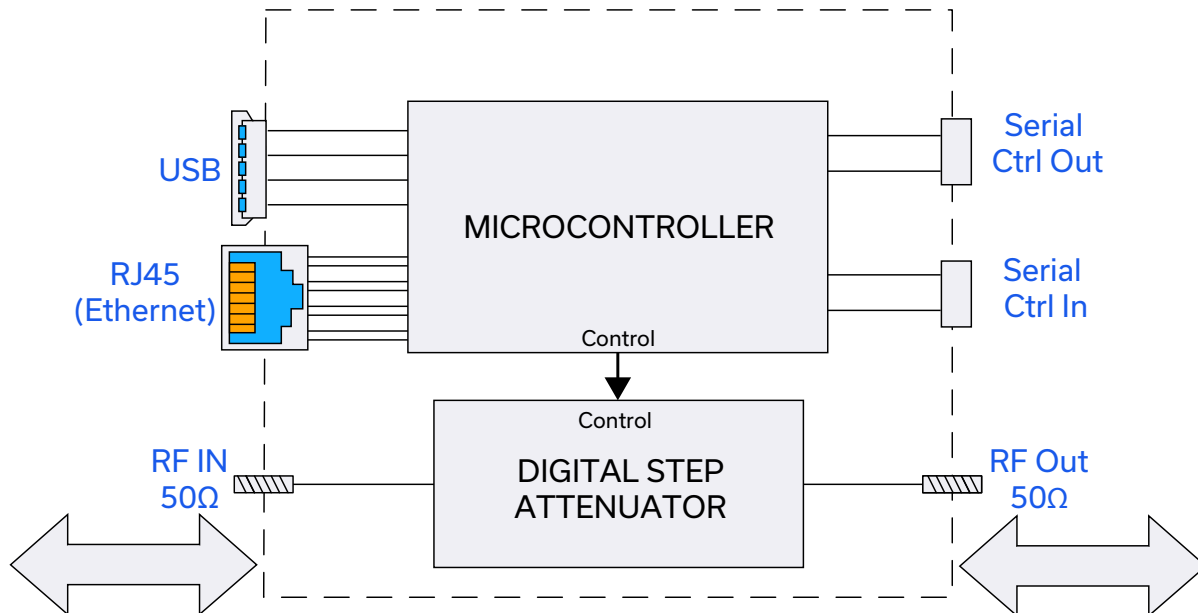 USB
RJ45
(Ethernet)
MICROCONTROLLER
Control
Serial
Ctrl Out
Serial
Ctrl In
Control
DIGITAL STEP
ATTENUATOR
RF IN
50Ω
RF Out
50Ω